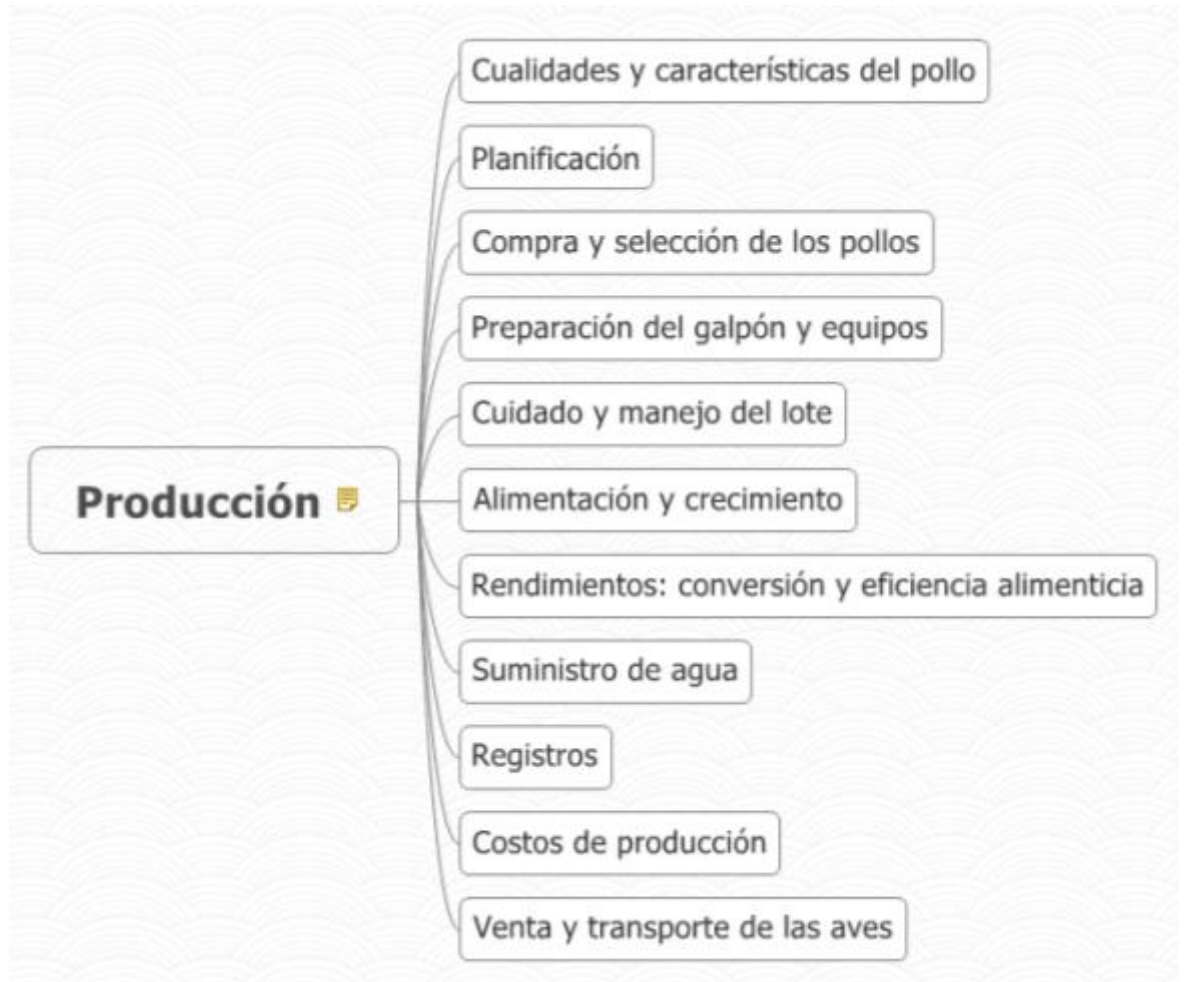 Cualidades y características del pollo
Planificación
Compra y selección de los pollos
Preparación del galpón y equipos
Cuidado y manejo del lote
Producción
Alimentación y crecimiento
Rendimientos: conversión y eficiencia alimenticia
Suministro de agua
Registros
Costos de producción
Venta y transporte de las aves